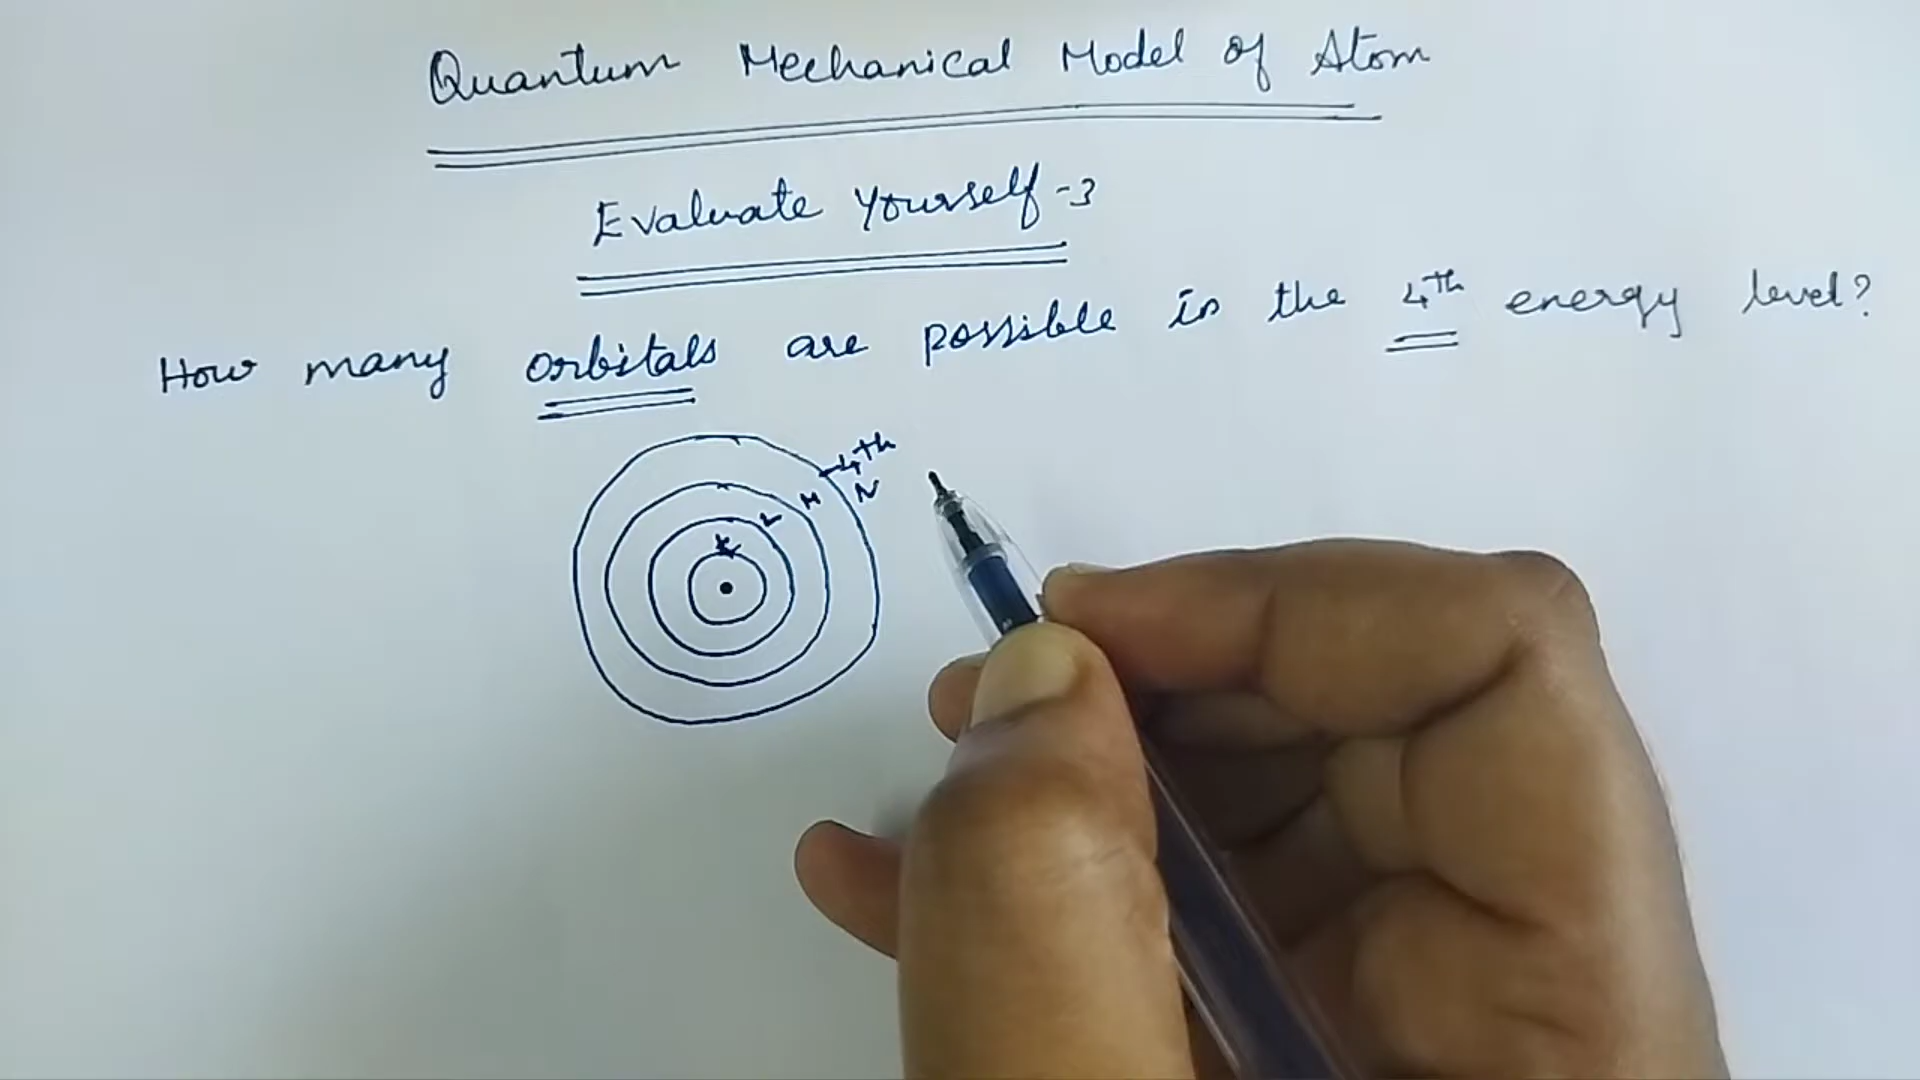 Quantum Mechanical Model of Atom
Evaluate Yourself -3
How many orbitals are possible in the 4th energy level?
4th
N
M
L
K